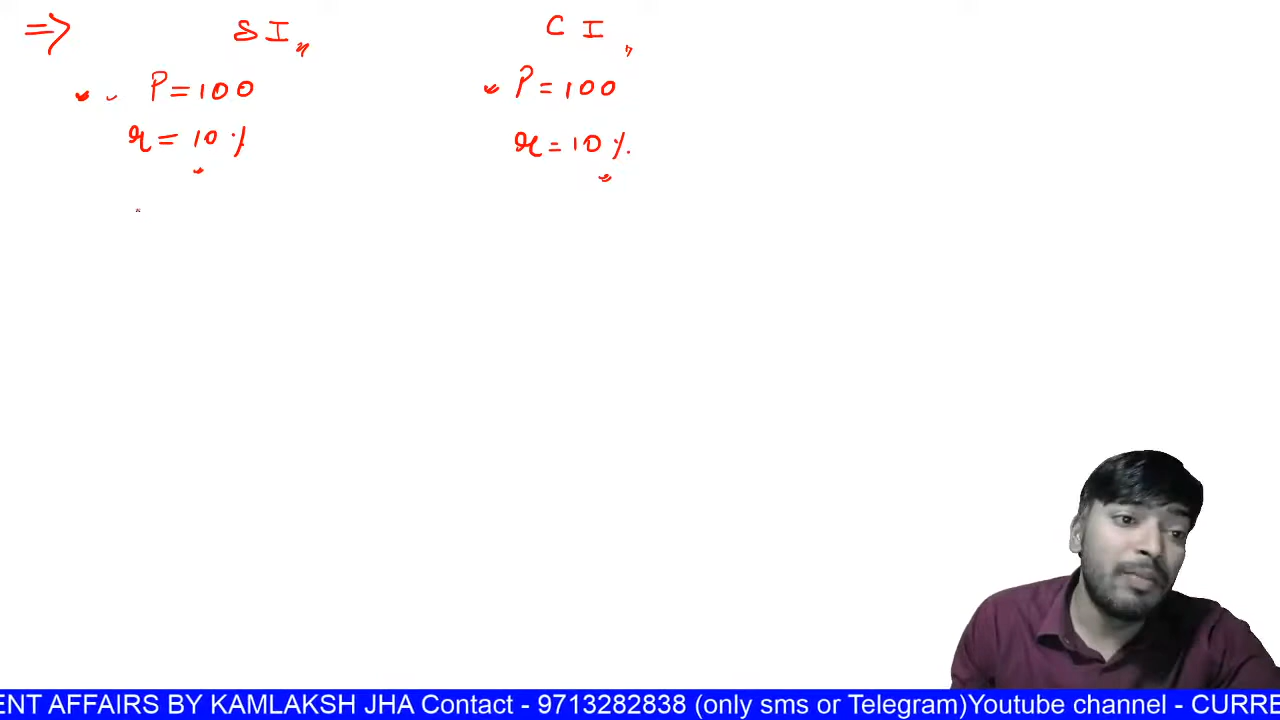 ⇒ SI CI
P = 100 P = 100
r = 10% r = 10%
ENT AFFAIRS BY KAMLAKSH JHA Contact - 9713282838 (only sms or Telegram)Youtube channel - CURRE